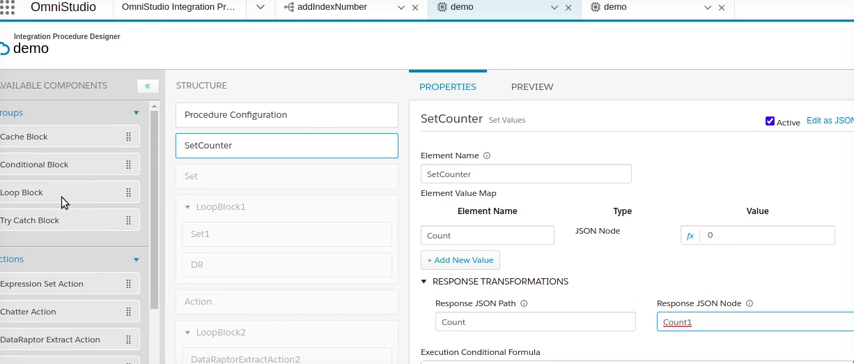 OmniStudio
OmniStudio Integration Pr...
addIndexNumber
demo
demo
Integration Procedure Designer
demo
AVAILABLE COMPONENTS
«
roups
Cache Block
Conditional Block
Loop Block
Try Catch Block
ctions
Expression Set Action
Chatter Action
DataRaptor Extract Action
STRUCTURE
Procedure Configuration
SetCounter
Set
LoopBlock1
Set1
DR
Action
LoopBlock2
DataRaptorExtractAction2
PROPERTIES
PREVIEW
SetCounter Set Values
Active Edit as JSON
Element Name
SetCounter
Element Value Map
Element Name Type Value
Count JSON Node fx 0
+ Add New Value
RESPONSE TRANSFORMATIONS
Response JSON Path Response JSON Node
Count Count1
Execution Conditional Formula